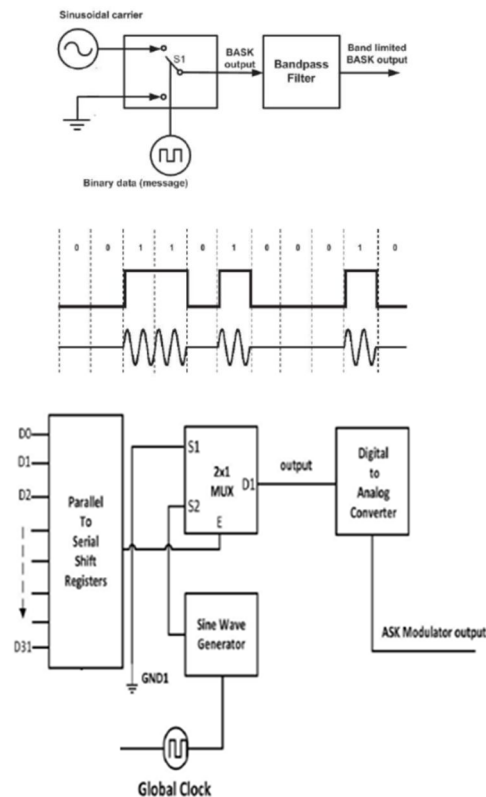 Sinusoidal carrier
S1
BASK
output
Bandpass
Filter
Band limited
BASK output
Binary data (message)
0 0 1 1 0 1 0 0 0 1 0
D0
D1
D2
D31
Parallel
To
Serial
Shift
Registers
S1
S2
2x1
MUX
D1
E
output
Digital
to
Analog
Converter
Sine Wave
Generator
GND1
ASK Modulator output
Global Clock